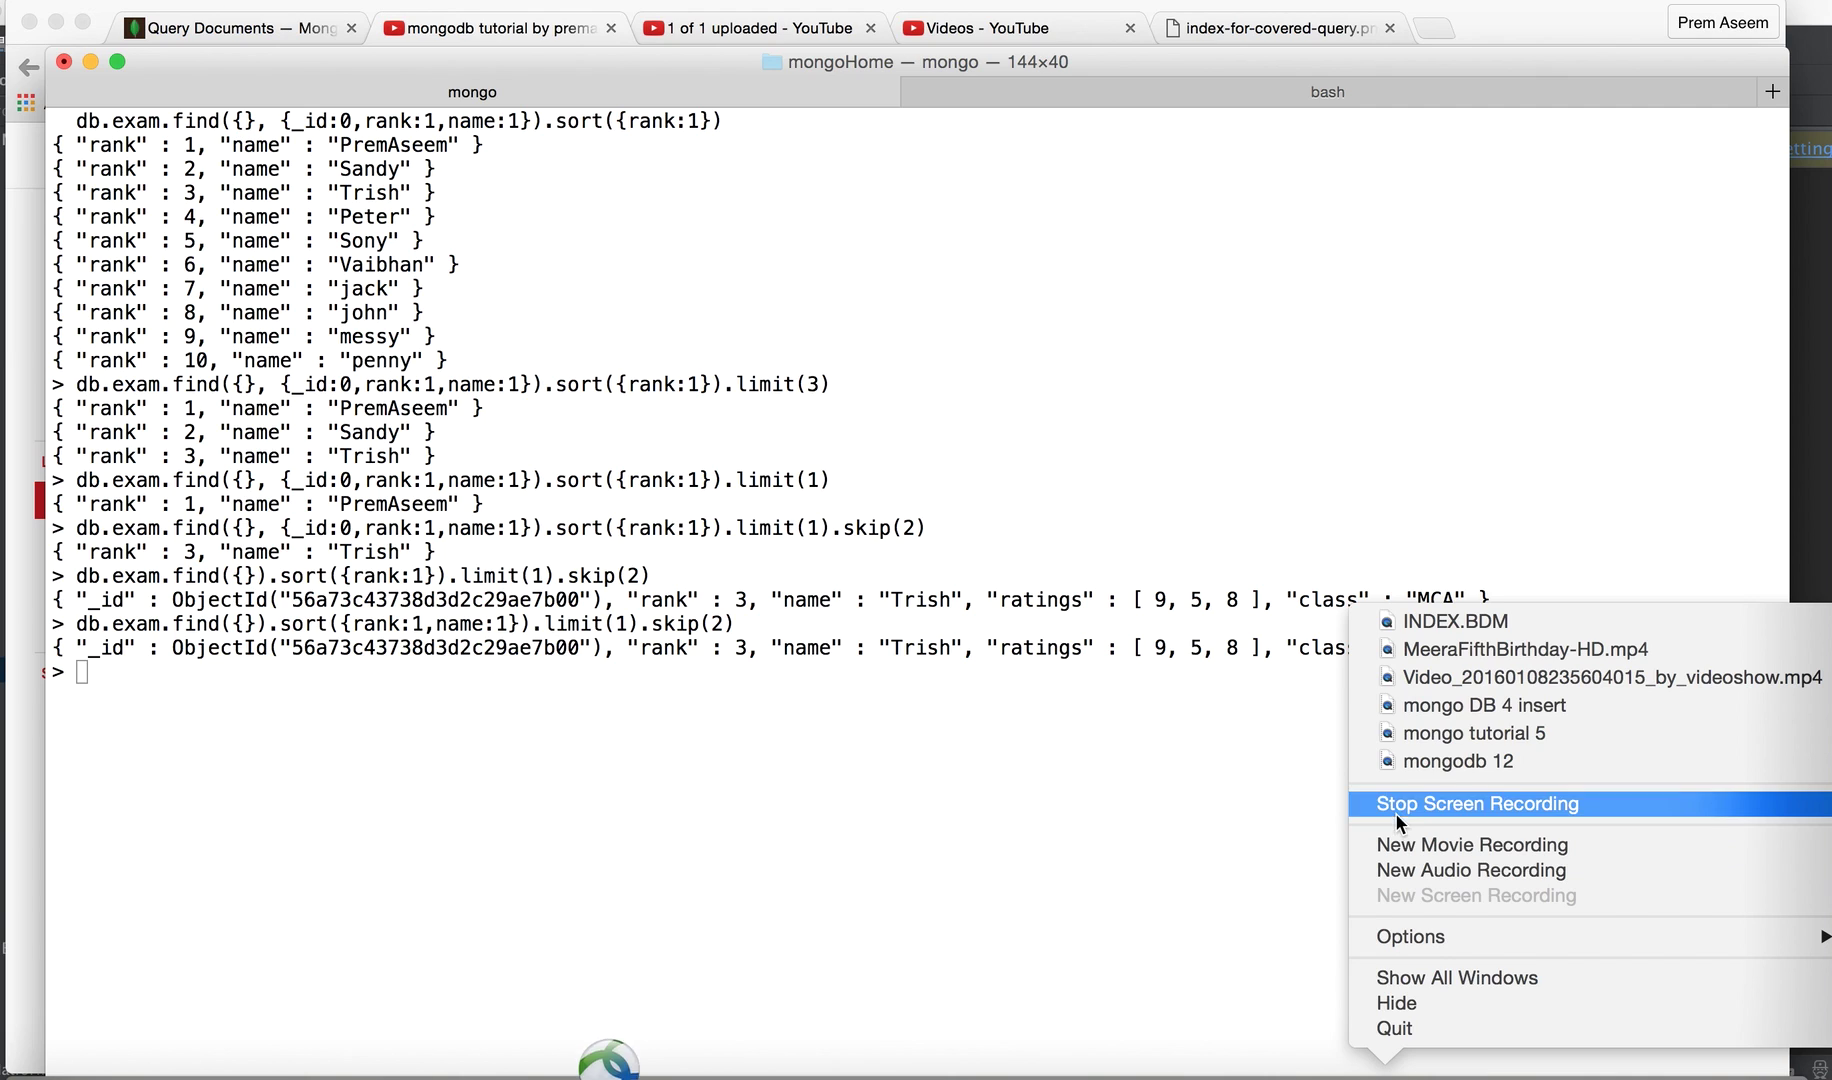 Query Documents — Mong
mongodb tutorial by prema
1 of 1 uploaded - YouTube
Videos - YouTube
index-for-covered-query.pn
Prem Aseem
mongoHome — mongo — 144×40
mongo
bash
db.exam.find({}, {_id:0,rank:1,name:1}).sort({rank:1})
{ "rank" : 1, "name" : "PremAseem" }
{ "rank" : 2, "name" : "Sandy" }
{ "rank" : 3, "name" : "Trish" }
{ "rank" : 4, "name" : "Peter" }
{ "rank" : 5, "name" : "Sony" }
{ "rank" : 6, "name" : "Vaibhan" }
{ "rank" : 7, "name" : "jack" }
{ "rank" : 8, "name" : "john" }
{ "rank" : 9, "name" : "messy" }
{ "rank" : 10, "name" : "penny" }
> db.exam.find({}, {_id:0,rank:1,name:1}).sort({rank:1}).limit(3)
{ "rank" : 1, "name" : "PremAseem" }
{ "rank" : 2, "name" : "Sandy" }
{ "rank" : 3, "name" : "Trish" }
> db.exam.find({}, {_id:0,rank:1,name:1}).sort({rank:1}).limit(1)
{ "rank" : 1, "name" : "PremAseem" }
> db.exam.find({}, {_id:0,rank:1,name:1}).sort({rank:1}).limit(1).skip(2)
{ "rank" : 3, "name" : "Trish" }
> db.exam.find({}).sort({rank:1}).limit(1).skip(2)
{ "_id" : ObjectId("56a73c43738d3d2c29ae7b00"), "rank" : 3, "name" : "Trish", "ratings" : [ 9, 5, 8 ], "class" : "MCA" }
> db.exam.find({}).sort({rank:1,name:1}).limit(1).skip(2)
{ "_id" : ObjectId("56a73c43738d3d2c29ae7b00"), "rank" : 3, "name" : "Trish", "ratings" : [ 9, 5, 8 ], "clas
>
etting
INDEX.BDM
MeeraFifthBirthday-HD.mp4
Video_20160108235604015_by_videoshow.mp4
mongo DB 4 insert
mongo tutorial 5
mongodb 12
Stop Screen Recording
New Movie Recording
New Audio Recording
New Screen Recording
Options
Show All Windows
Hide
Quit